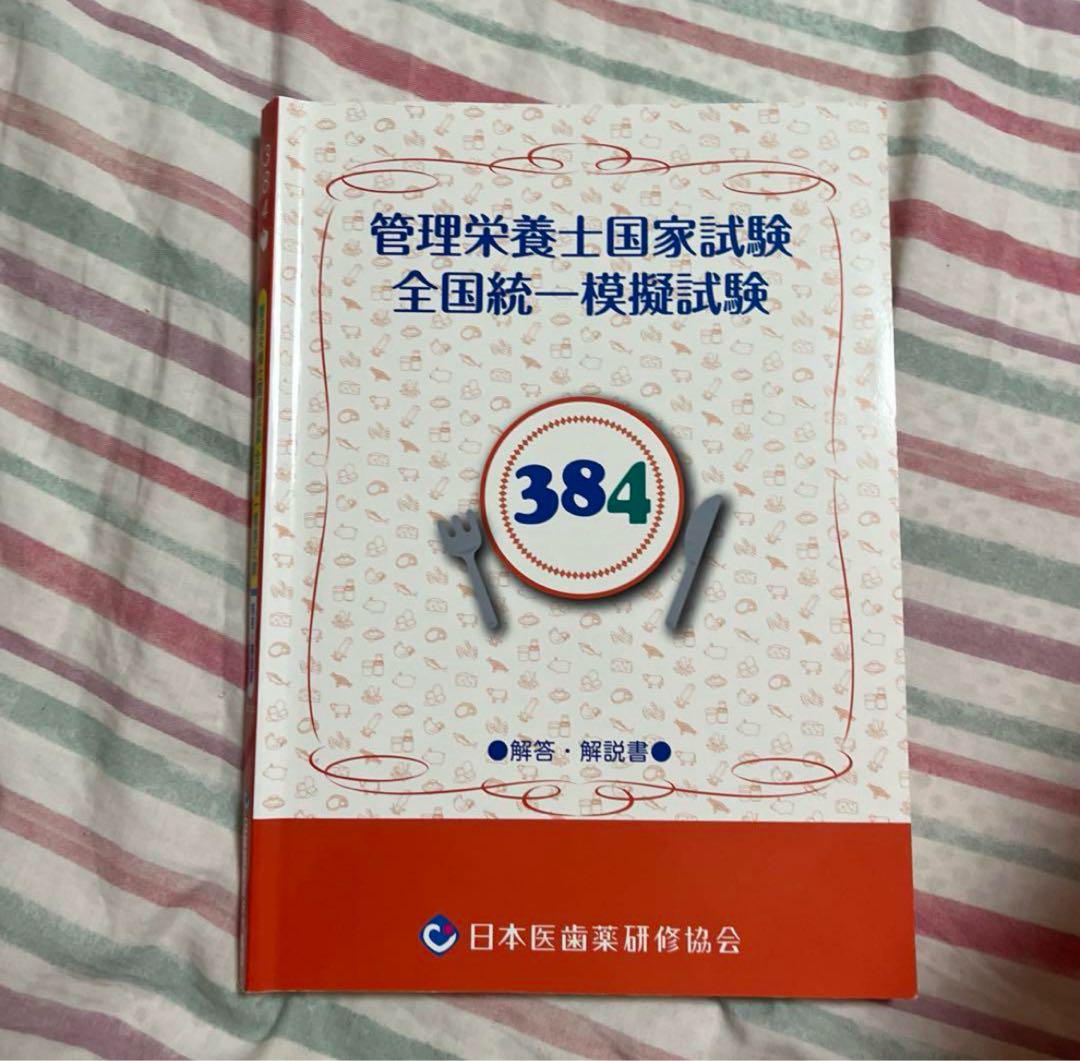 管理栄養士国家試験
全国統一模擬試験
384
●解答・解説書●
日本医歯薬研修協会